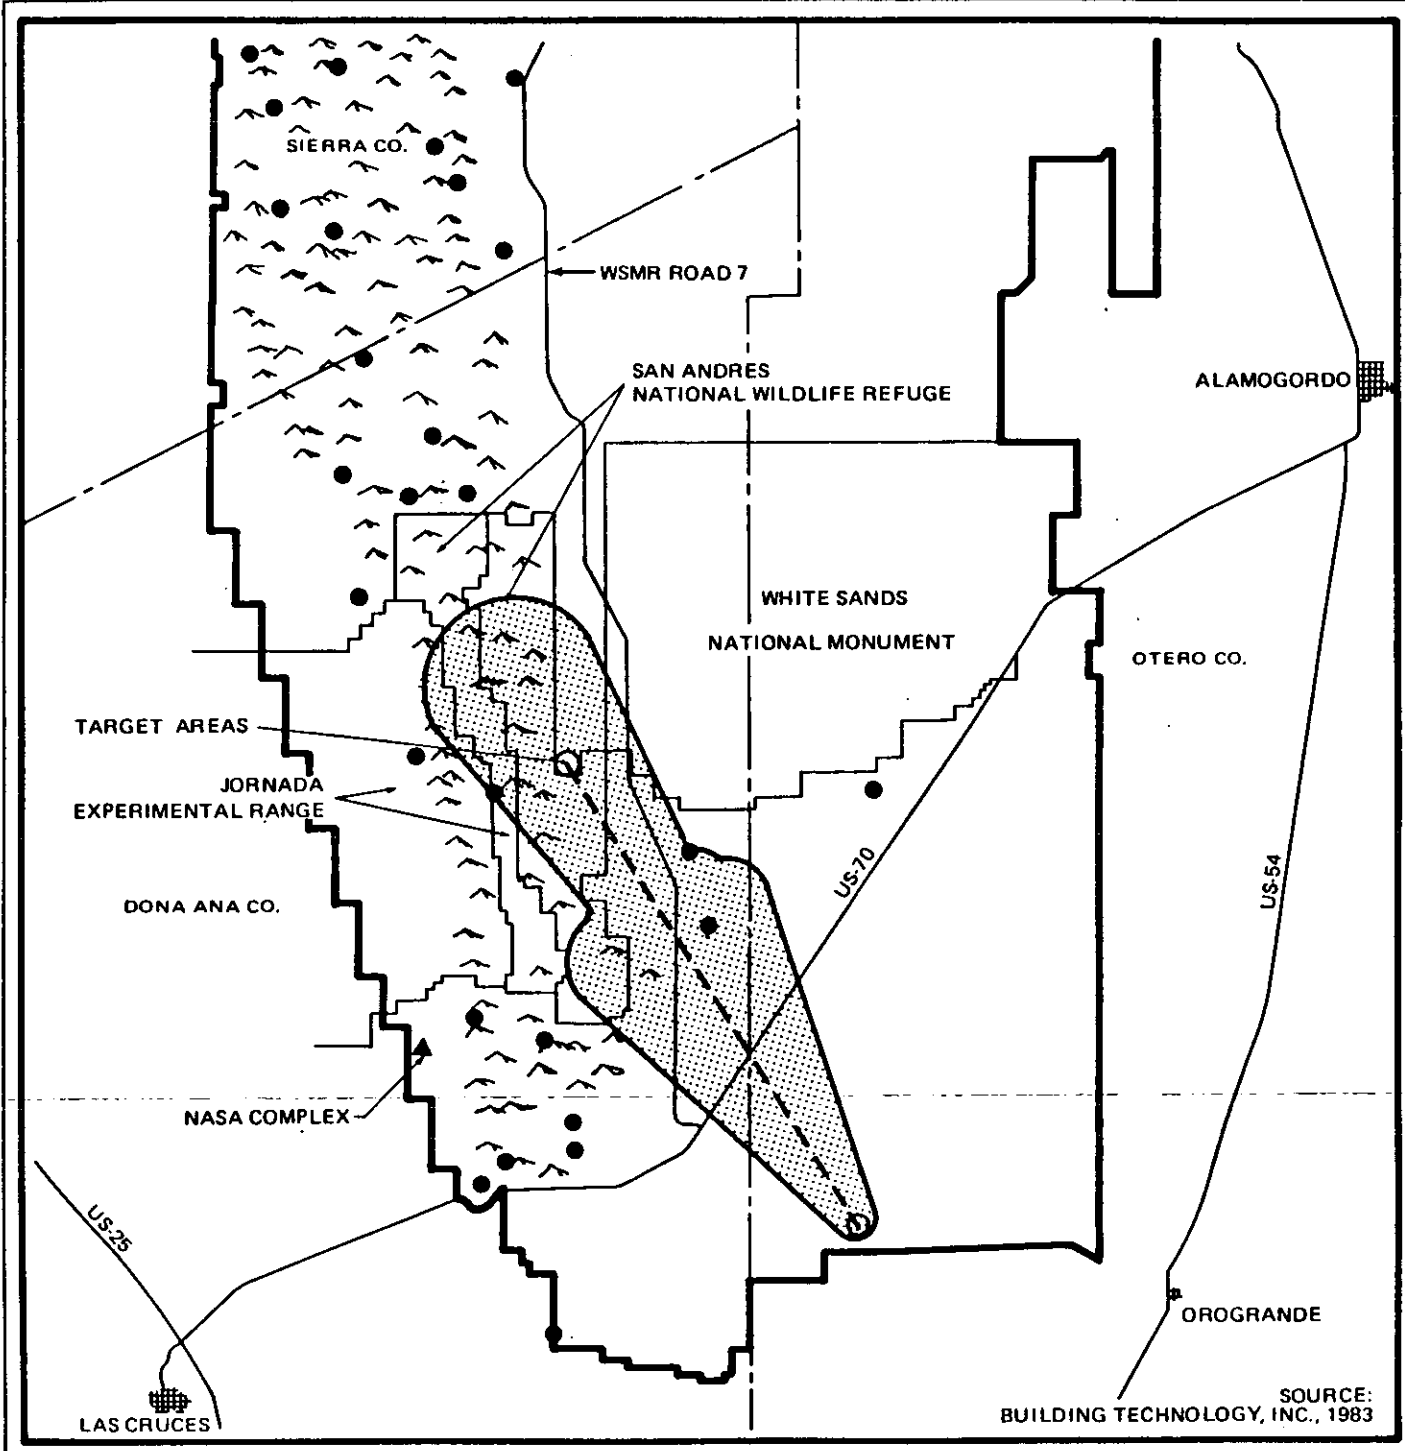 SIERRA CO.
WSMR ROAD 7
SAN ANDRES
NATIONAL WILDLIFE REFUGE
ALAMOGORDO
WHITE SANDS
NATIONAL MONUMENT
OTERO CO.
TARGET AREAS
JORNADA
EXPERIMENTAL RANGE
US-70
US-54
DONA ANA CO.
NASA COMPLEX
US-25
OROGRANDE
LAS CRUCES
SOURCE:
BUILDING TECHNOLOGY, INC., 1983